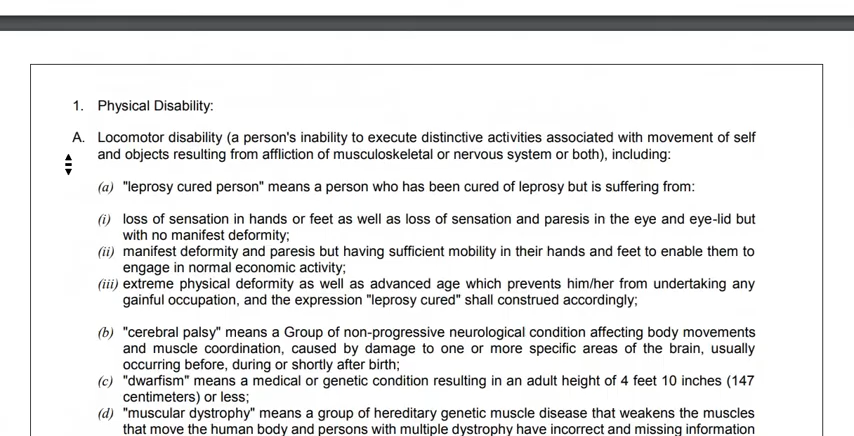 1. Physical Disability:
A. Locomotor disability (a person's inability to execute distinctive activities associated with movement of self
and objects resulting from affliction of musculoskeletal or nervous system or both), including:
(a) "leprosy cured person" means a person who has been cured of leprosy but is suffering from:
(i) loss of sensation in hands or feet as well as loss of sensation and paresis in the eye and eye-lid but
with no manifest deformity;
(ii) manifest deformity and paresis but having sufficient mobility in their hands and feet to enable them to
engage in normal economic activity;
(iii) extreme physical deformity as well as advanced age which prevents him/her from undertaking any
gainful occupation, and the expression "leprosy cured" shall construed accordingly;
(b) "cerebral palsy" means a Group of non-progressive neurological condition affecting body movements
and muscle coordination, caused by damage to one or more specific areas of the brain, usually
occurring before, during or shortly after birth;
(c) "dwarfism" means a medical or genetic condition resulting in an adult height of 4 feet 10 inches (147
centimeters) or less;
(d) "muscular dystrophy" means a group of hereditary genetic muscle disease that weakens the muscles
that move the human body and persons with multiple dystrophy have incorrect and missing information